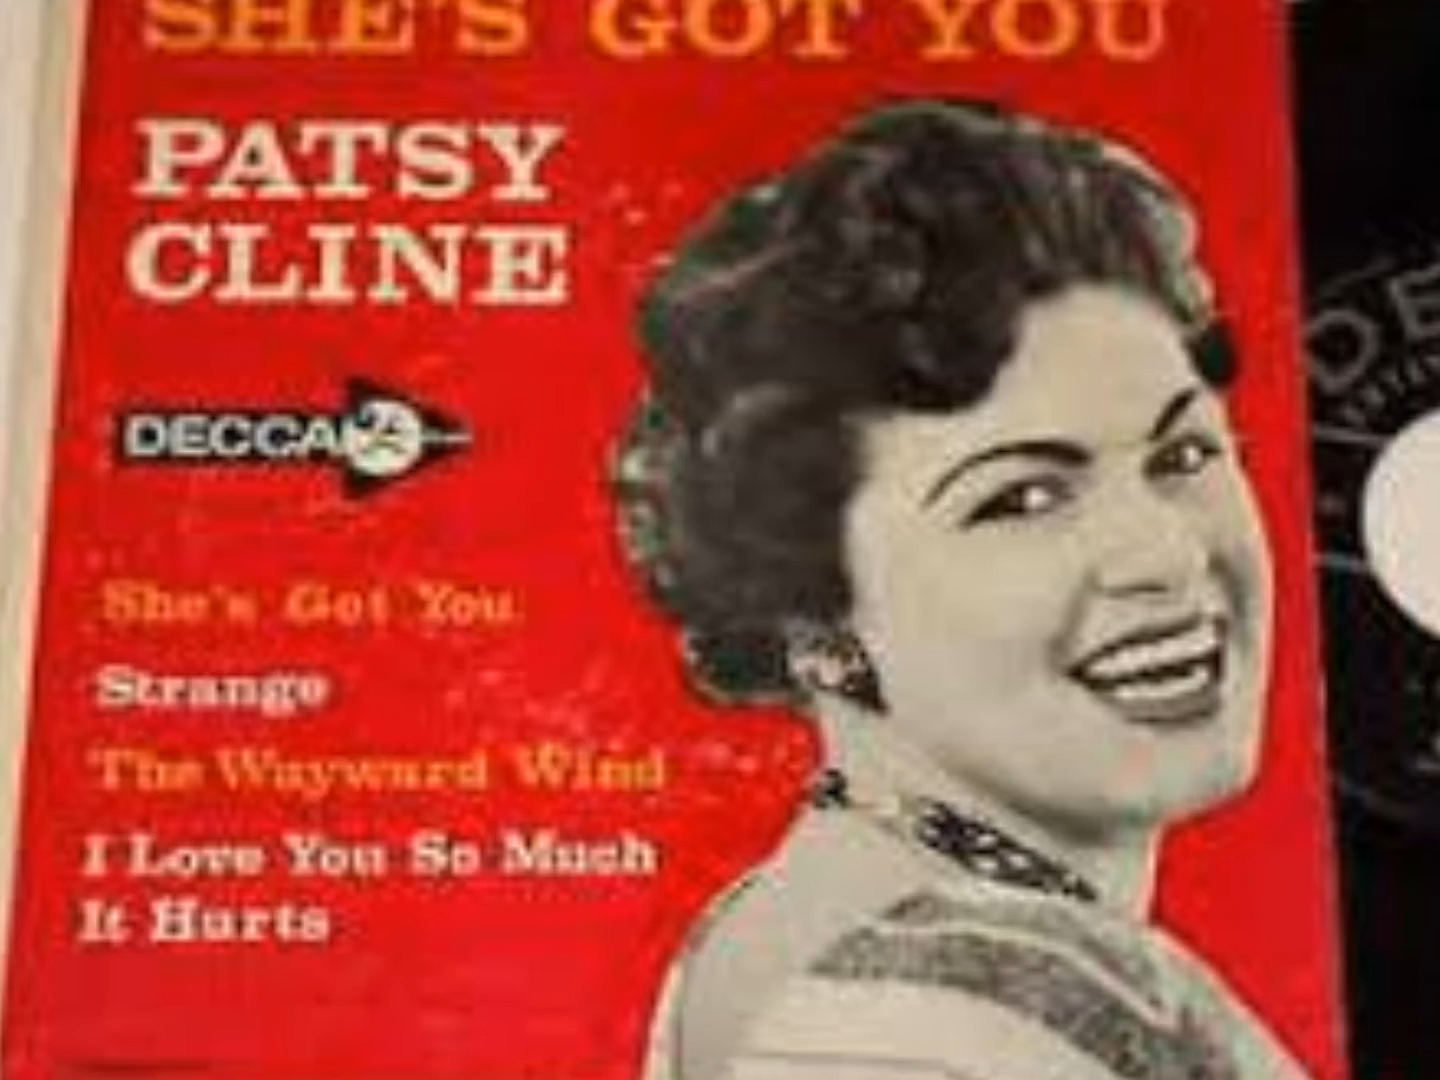 SHE'S GOT YOU
PATSY
CLINE
DECCA
She's Got You
Strange
The Wayward Wind
I Love You So Much
It Hurts
DE